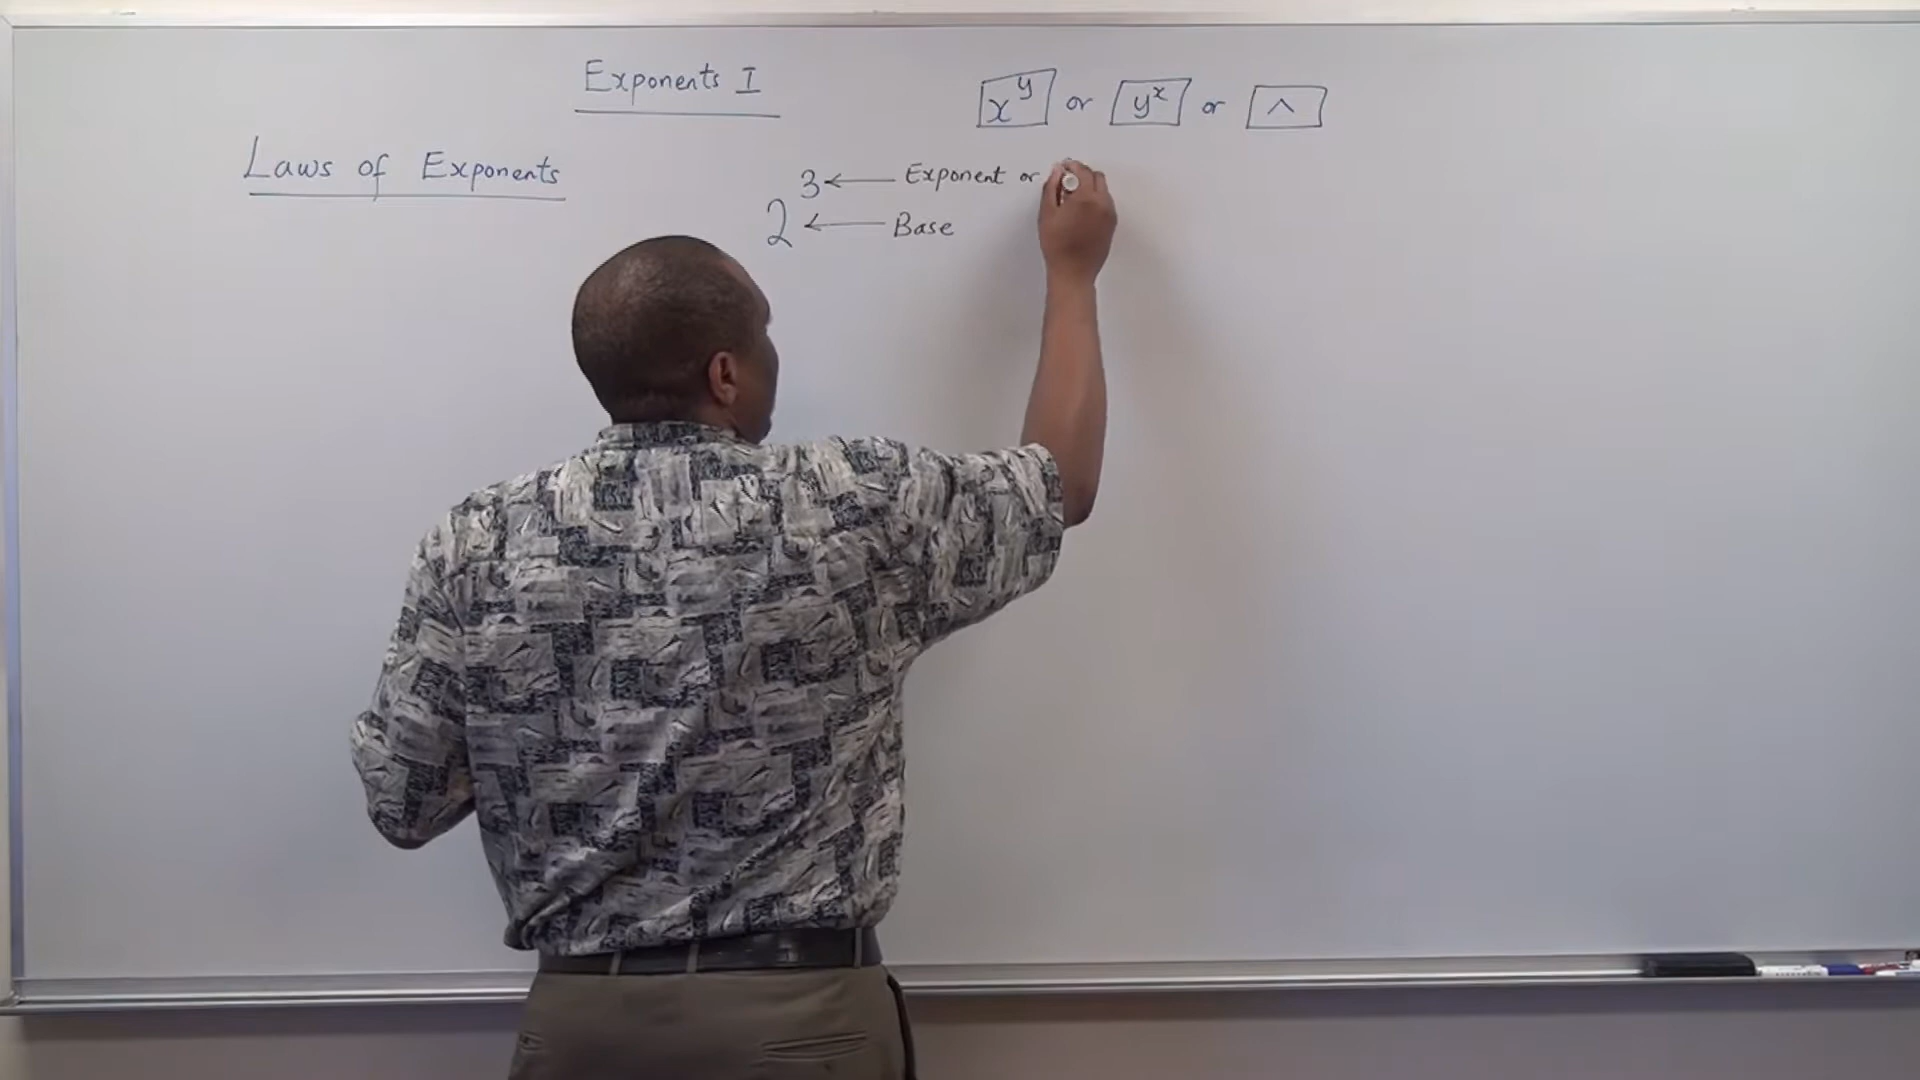 Exponents I
x^y or y^x or ^
Laws of Exponents
3 ← Exponent or
2 ← Base